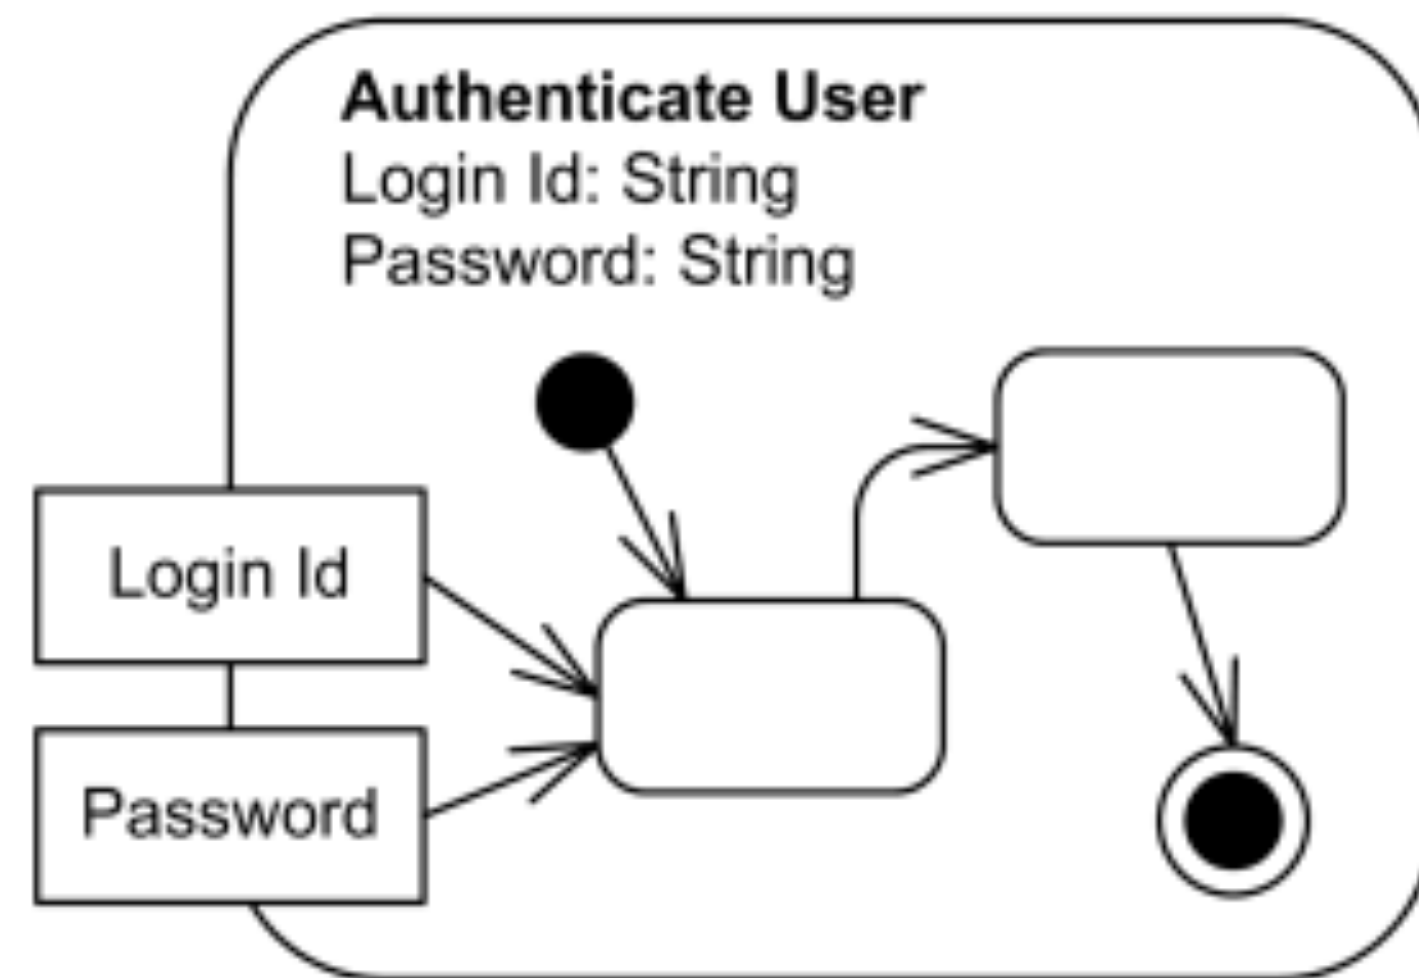 Authenticate User
Login Id: String
Password: String
Login Id
Password